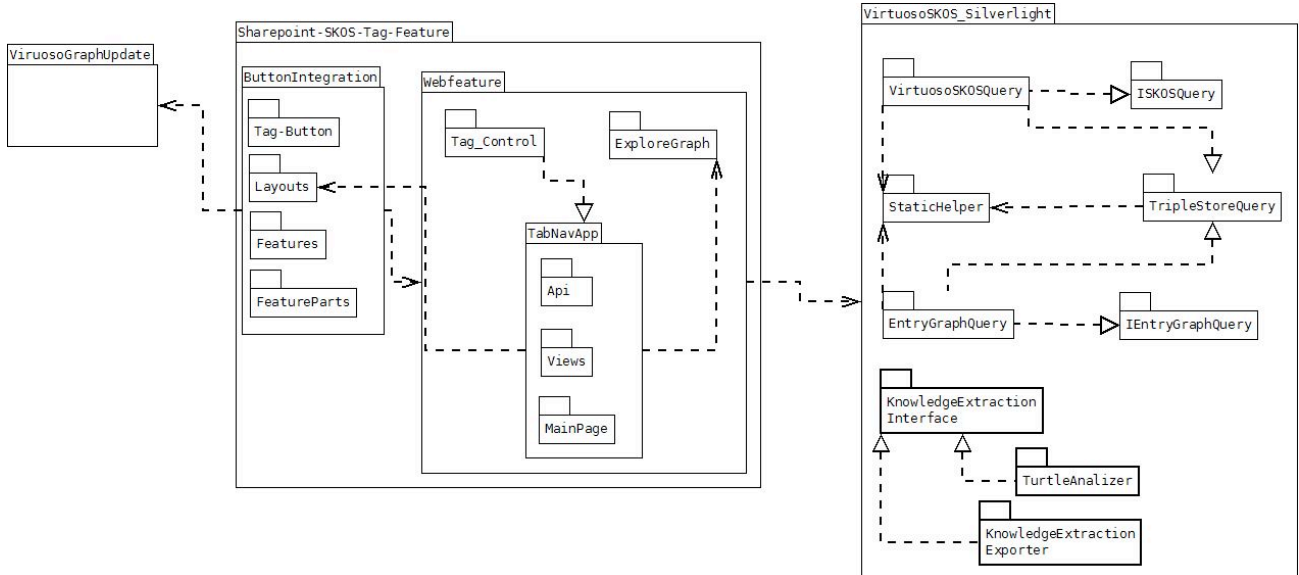 ViruosoGraphUpdate
Sharepoint-SKOS-Tag-Feature
ButtonIntegration
Tag-Button
Layouts
Features
FeatureParts
Webfeature
Tag_Control
ExploreGraph
TabNavApp
Api
Views
MainPage
VirtuosoSKOS_Silverlight
VirtuosoSKOSQuery
ISKOSQuery
StaticHelper
TripleStoreQuery
EntryGraphQuery
IEntryGraphQuery
KnowledgeExtraction
Interface
TurtleAnalizer
KnowledgeExtraction
Exporter